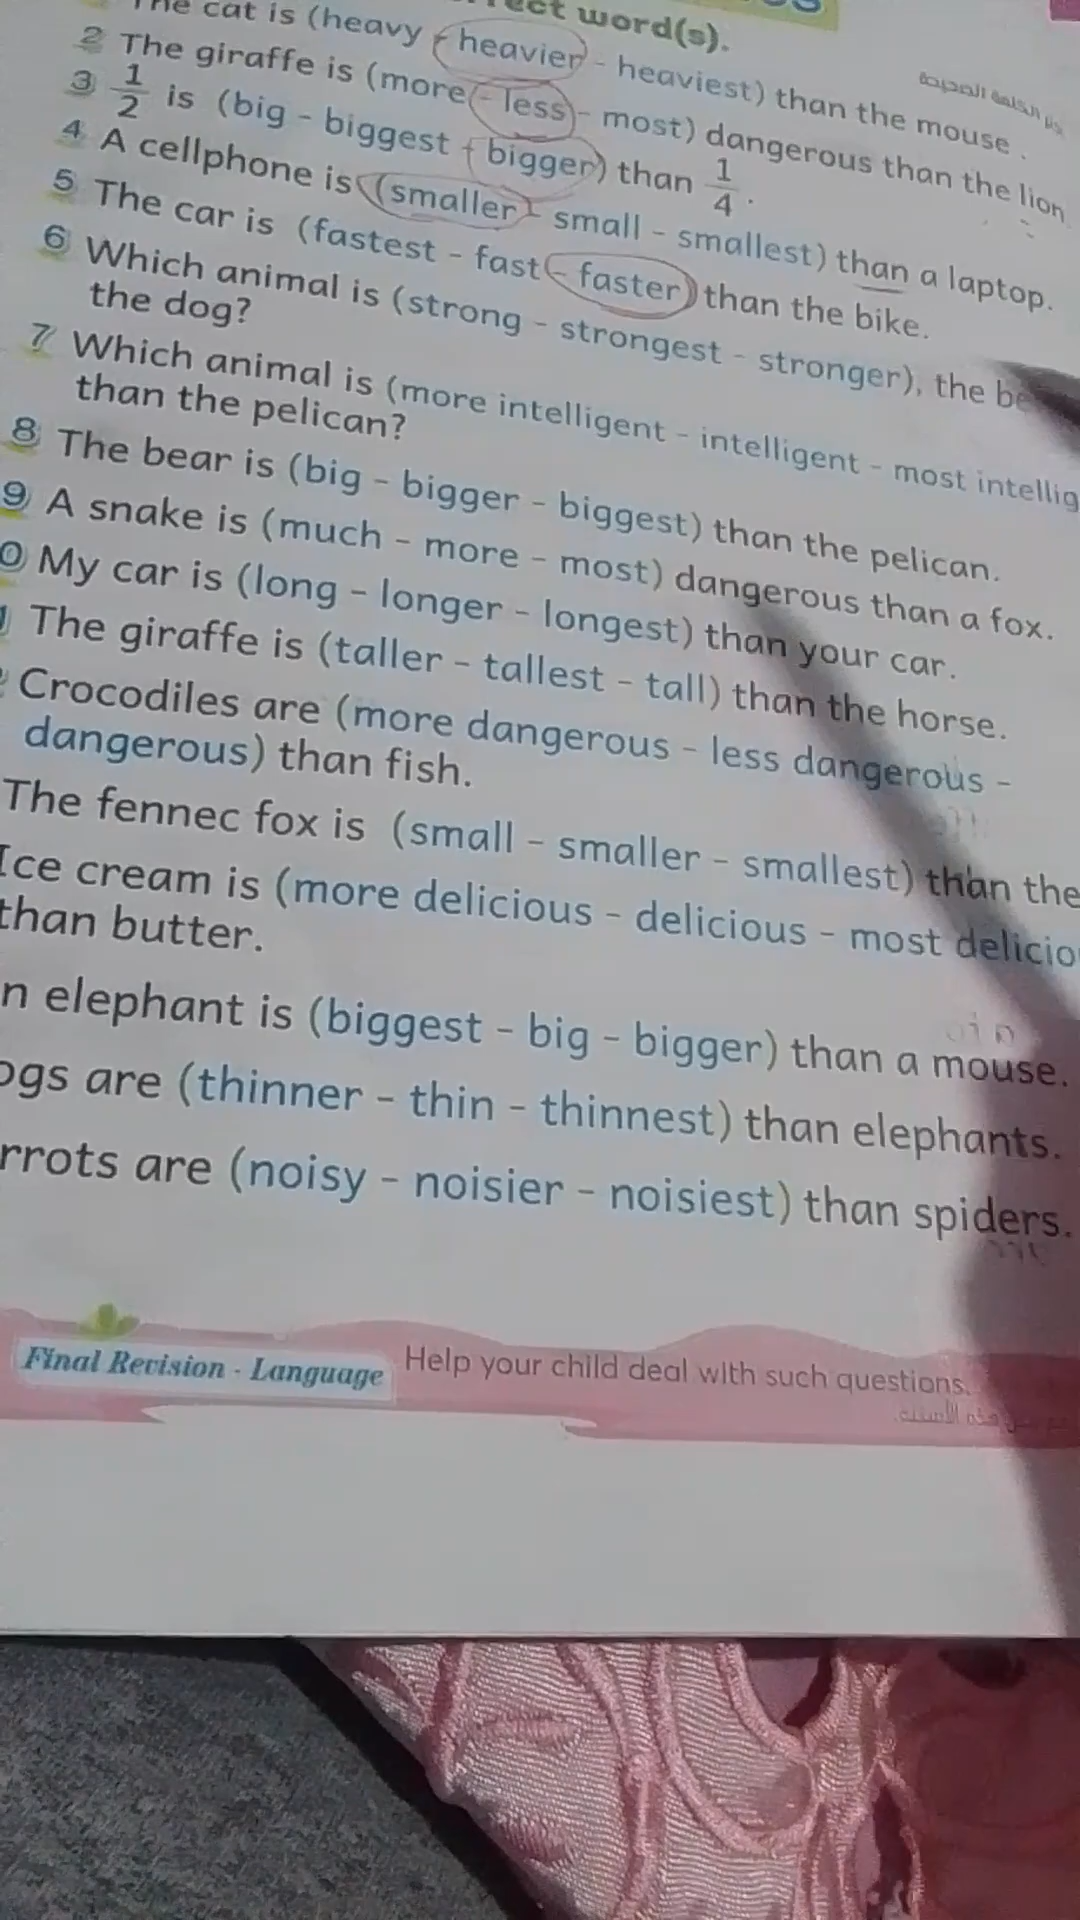 rect word(s).
The cat is (heavy - heavier - heaviest) than the mouse.
2 The giraffe is (more - less - most) dangerous than the lion
3 1/2 is (big - biggest - bigger) than 1/4.
4 A cellphone is (smaller - small - smallest) than a laptop.
5 The car is (fastest - fast - faster) than the bike.
6 Which animal is (strong - strongest - stronger), the be
the dog?
7 Which animal is (more intelligent - intelligent - most intellig
than the pelican?
8 The bear is (big - bigger - biggest) than the pelican.
9 A snake is (much - more - most) dangerous than a fox.
0 My car is (long - longer - longest) than your car.
The giraffe is (taller - tallest - tall) than the horse.
Crocodiles are (more dangerous - less dangerous -
dangerous) than fish.
The fennec fox is (small - smaller - smallest) than the
Ice cream is (more delicious - delicious - most delicio
than butter.
n elephant is (biggest - big - bigger) than a mouse.
ogs are (thinner - thin - thinnest) than elephants.
rrots are (noisy - noisier - noisiest) than spiders.
Final Revision - Language Help your child deal with such questions.